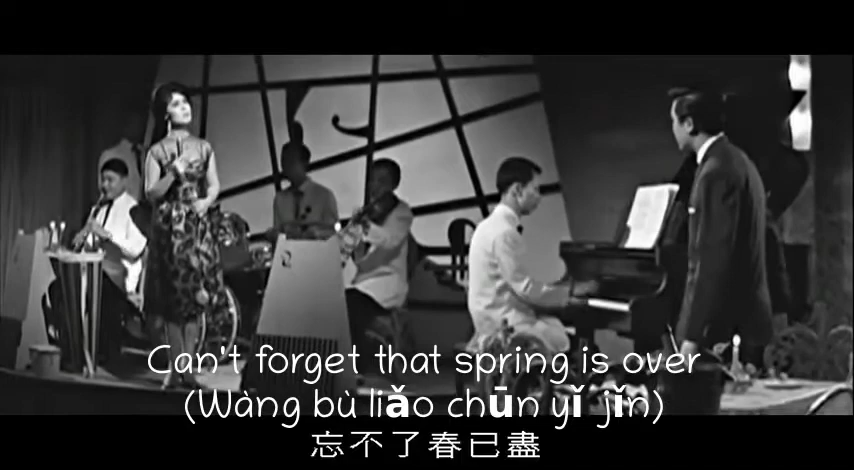 Can't forget that spring is over
(Wàng bù liǎo chūn yǐ jǐn)
忘不了春已盡